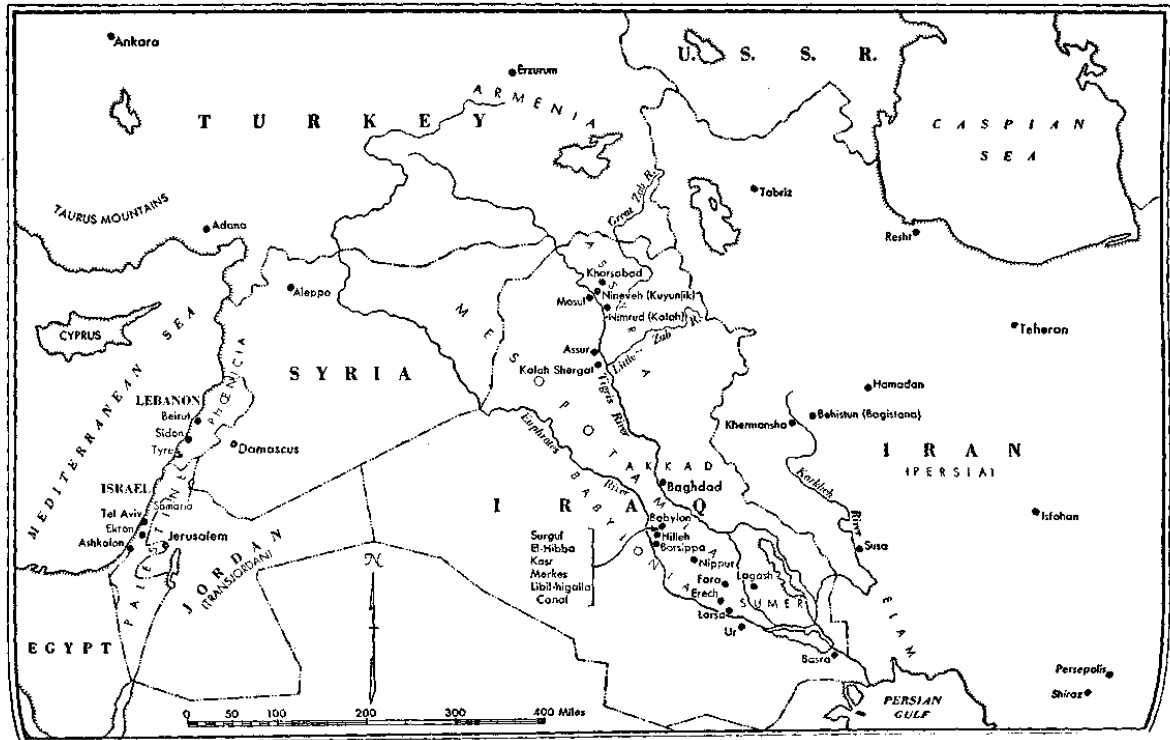 Ankara
Erzurum
U. S. S. R.
ARMENIA
TURKEY
CASPIAN
SEA
TAURUS MOUNTAINS
Adana
Great Zab R.
Tabriz
Resht
Aleppo
ASSYRIA
Khorsabad
Nineveh (Kuyunjik)
Mosul
Nimrud (Kalah)
CYPRUS
MEDITERRANEAN SEA
MESOPOTAMIA
Assur
Little Zab R.
Kalah Shergat
Tigris River
Teheran
SYRIA
PHŒNICIA
LEBANON
Beirut
Sidon
Tyre
Damascus
Hamadan
Behistun (Bagistana)
Khermansha
IRAN
(PERSIA)
Euphrates River
AKKAD
Baghdad
Karkheh River
ISRAEL
Samaria
Tel Aviv
Ekron
Ashkalon
Jerusalem
PALESTINE
JORDAN
(TRANSJORDAN)
IRAQ
BABYLONIA
Babylon
Hilleh
Borsippa
Surgul
El-Hibba
Kasr
Merkes
Libil-higalla
Canal
Nippur
Fara
Lagash
Erech
SUMER
Larsa
Ur
Isfahan
Susa
ELAM
N
EGYPT
Basra
Persepolis
Shiraz
PERSIAN
GULF
0 50 100 200 300 400 Miles